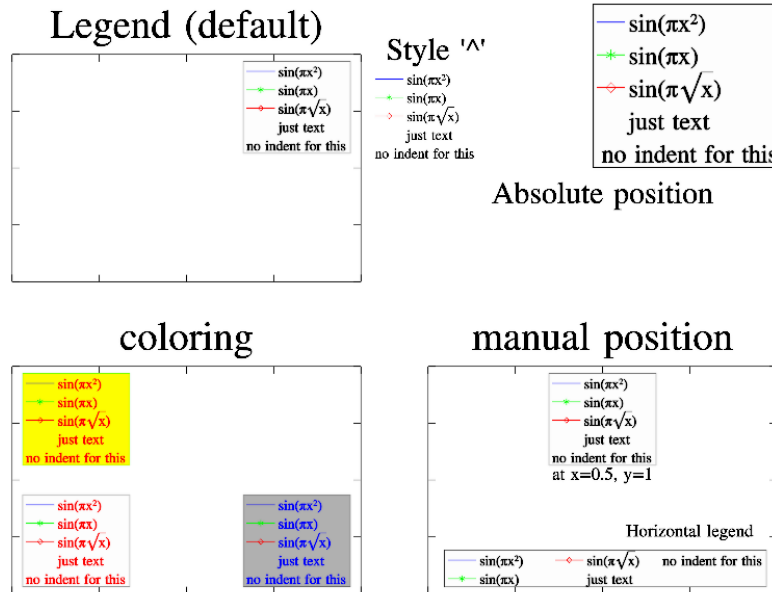 Legend (default)
sin(πx²)
sin(πx)
sin(π√x)
just text
no indent for this
Style '^'
sin(πx²)
sin(πx)
sin(π√x)
just text
no indent for this
sin(πx²)
sin(πx)
sin(π√x)
just text
no indent for this
Absolute position
coloring
sin(πx²)
sin(πx)
sin(π√x)
just text
no indent for this
sin(πx²)
sin(πx)
sin(π√x)
just text
no indent for this
sin(πx²)
sin(πx)
sin(π√x)
just text
no indent for this
manual position
sin(πx²)
sin(πx)
sin(π√x)
just text
no indent for this
at x=0.5, y=1
Horizontal legend
sin(πx²) sin(π√x) no indent for this
sin(πx) just text